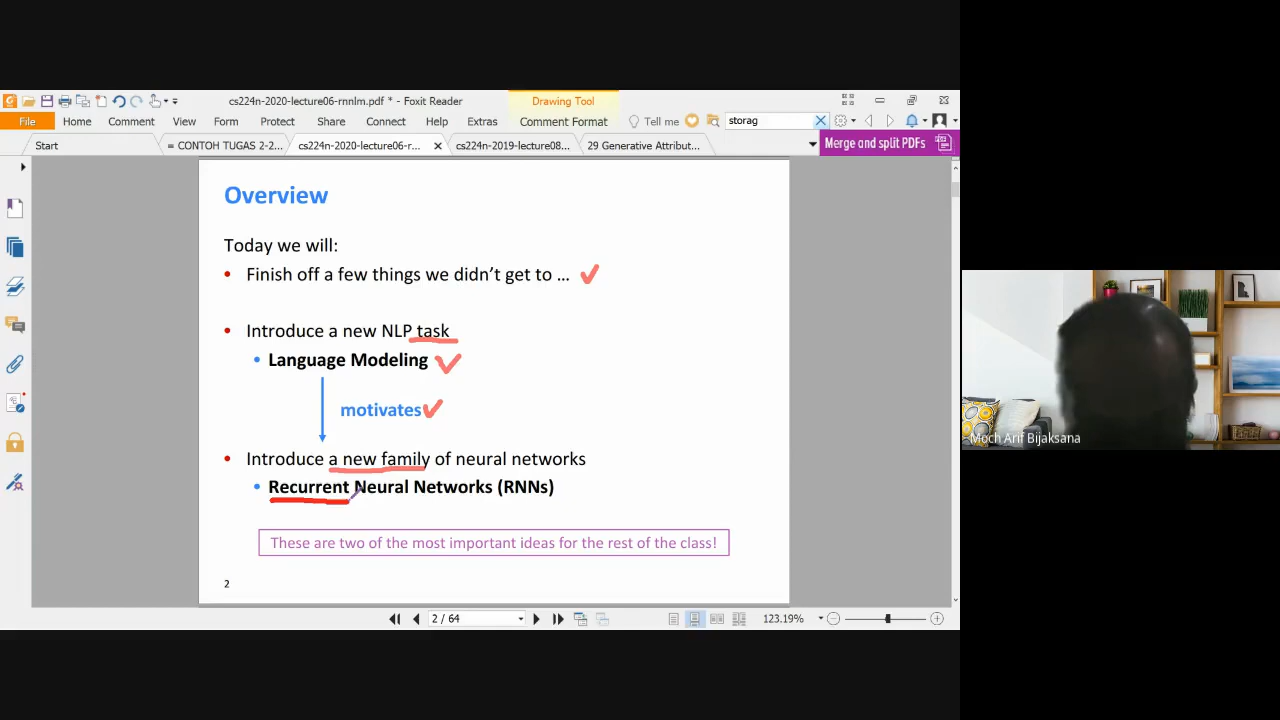 cs224n-2020-lecture06-rnnlm.pdf * - Foxit Reader
Drawing Tool
File
Home
Comment
View
Form
Protect
Share
Connect
Help
Extras
Comment Format
Tell me
storag
Start
= CONTOH TUGAS 2-2...
cs224n-2020-lecture06-r...
cs224n-2019-lecture08...
29 Generative Attribut...
Merge and split PDFs
Overview
Today we will:
• Finish off a few things we didn't get to ...
• Introduce a new NLP task
• Language Modeling
motivates
• Introduce a new family of neural networks
• Recurrent Neural Networks (RNNs)
These are two of the most important ideas for the rest of the class!
2
2 / 64
123.19%
Moch Arif Bijaksana